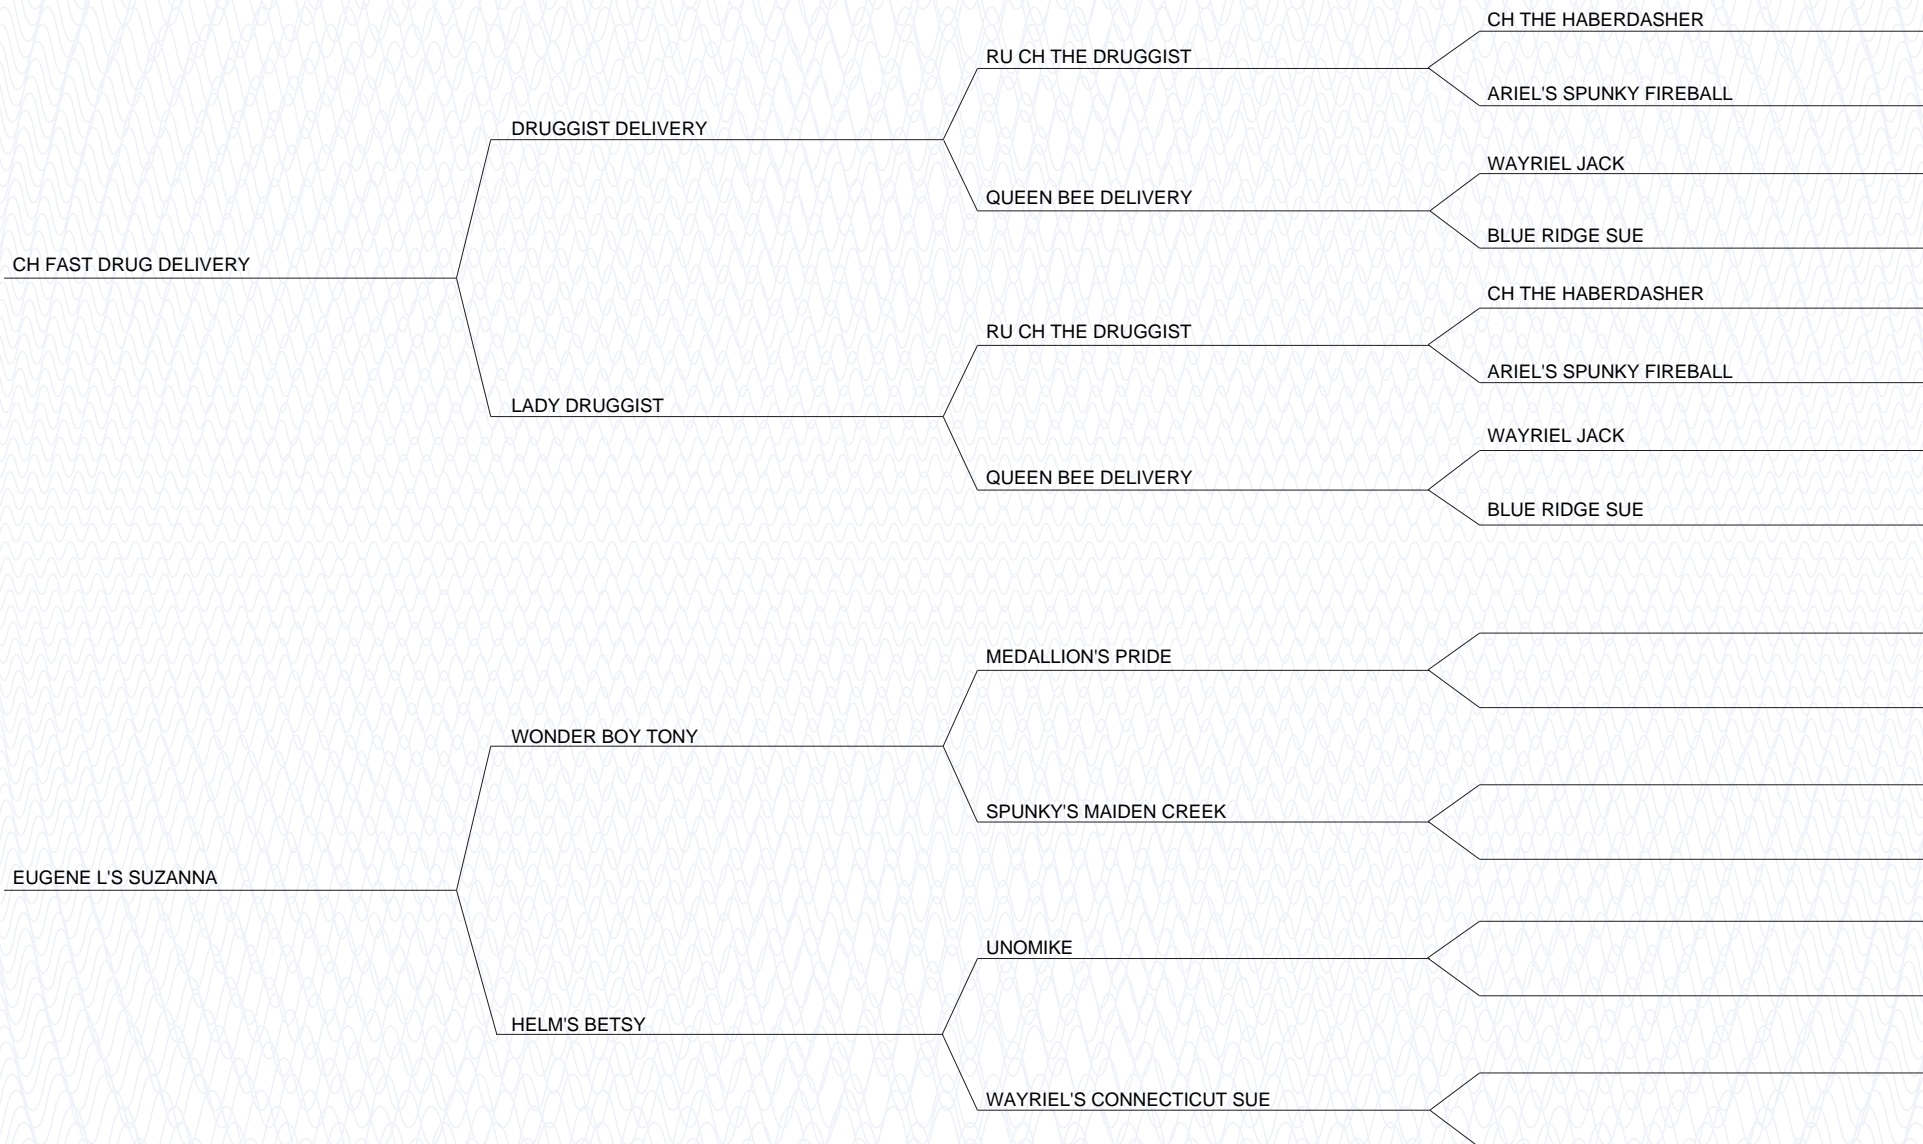 CH THE HABERDASHER
RU CH THE DRUGGIST
ARIEL'S SPUNKY FIREBALL
DRUGGIST DELIVERY
WAYRIEL JACK
QUEEN BEE DELIVERY
BLUE RIDGE SUE
CH FAST DRUG DELIVERY
CH THE HABERDASHER
RU CH THE DRUGGIST
ARIEL'S SPUNKY FIREBALL
LADY DRUGGIST
WAYRIEL JACK
QUEEN BEE DELIVERY
BLUE RIDGE SUE
MEDALLION'S PRIDE
WONDER BOY TONY
SPUNKY'S MAIDEN CREEK
EUGENE L'S SUZANNA
UNOMIKE
HELM'S BETSY
WAYRIEL'S CONNECTICUT SUE